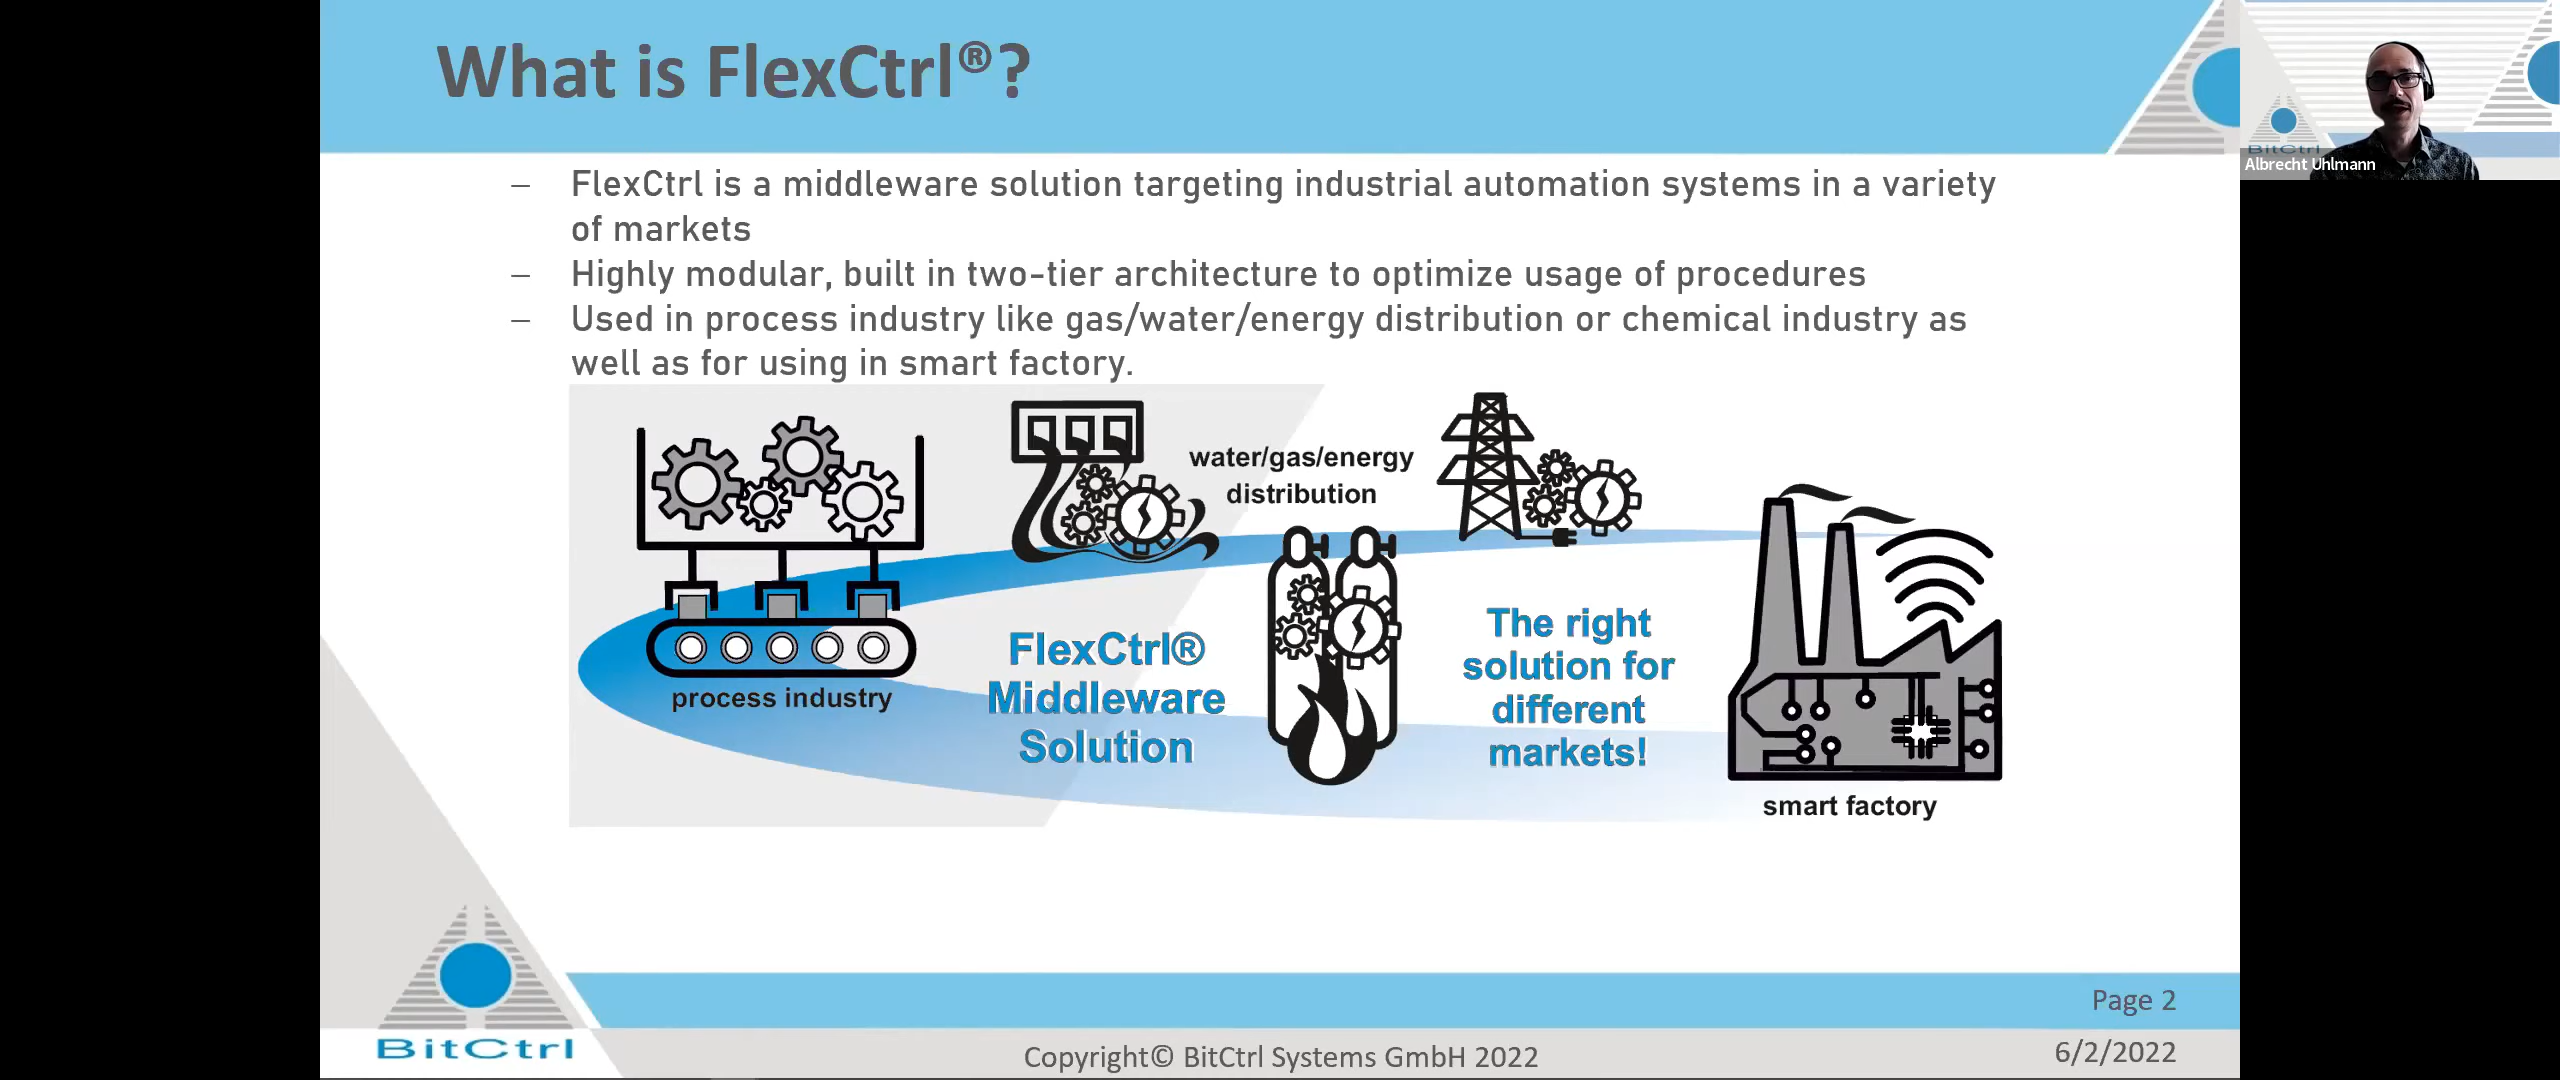 What is FlexCtrl®?
– FlexCtrl is a middleware solution targeting industrial automation systems in a variety
of markets
– Highly modular, built in two-tier architecture to optimize usage of procedures
– Used in process industry like gas/water/energy distribution or chemical industry as
well as for using in smart factory.
process industry
water/gas/energy
distribution
FlexCtrl®
Middleware
Solution
The right
solution for
different
markets!
smart factory
BitCtrl
Page 2
Copyright© BitCtrl Systems GmbH 2022
6/2/2022
BitCtrl
Albrecht Uhlmann